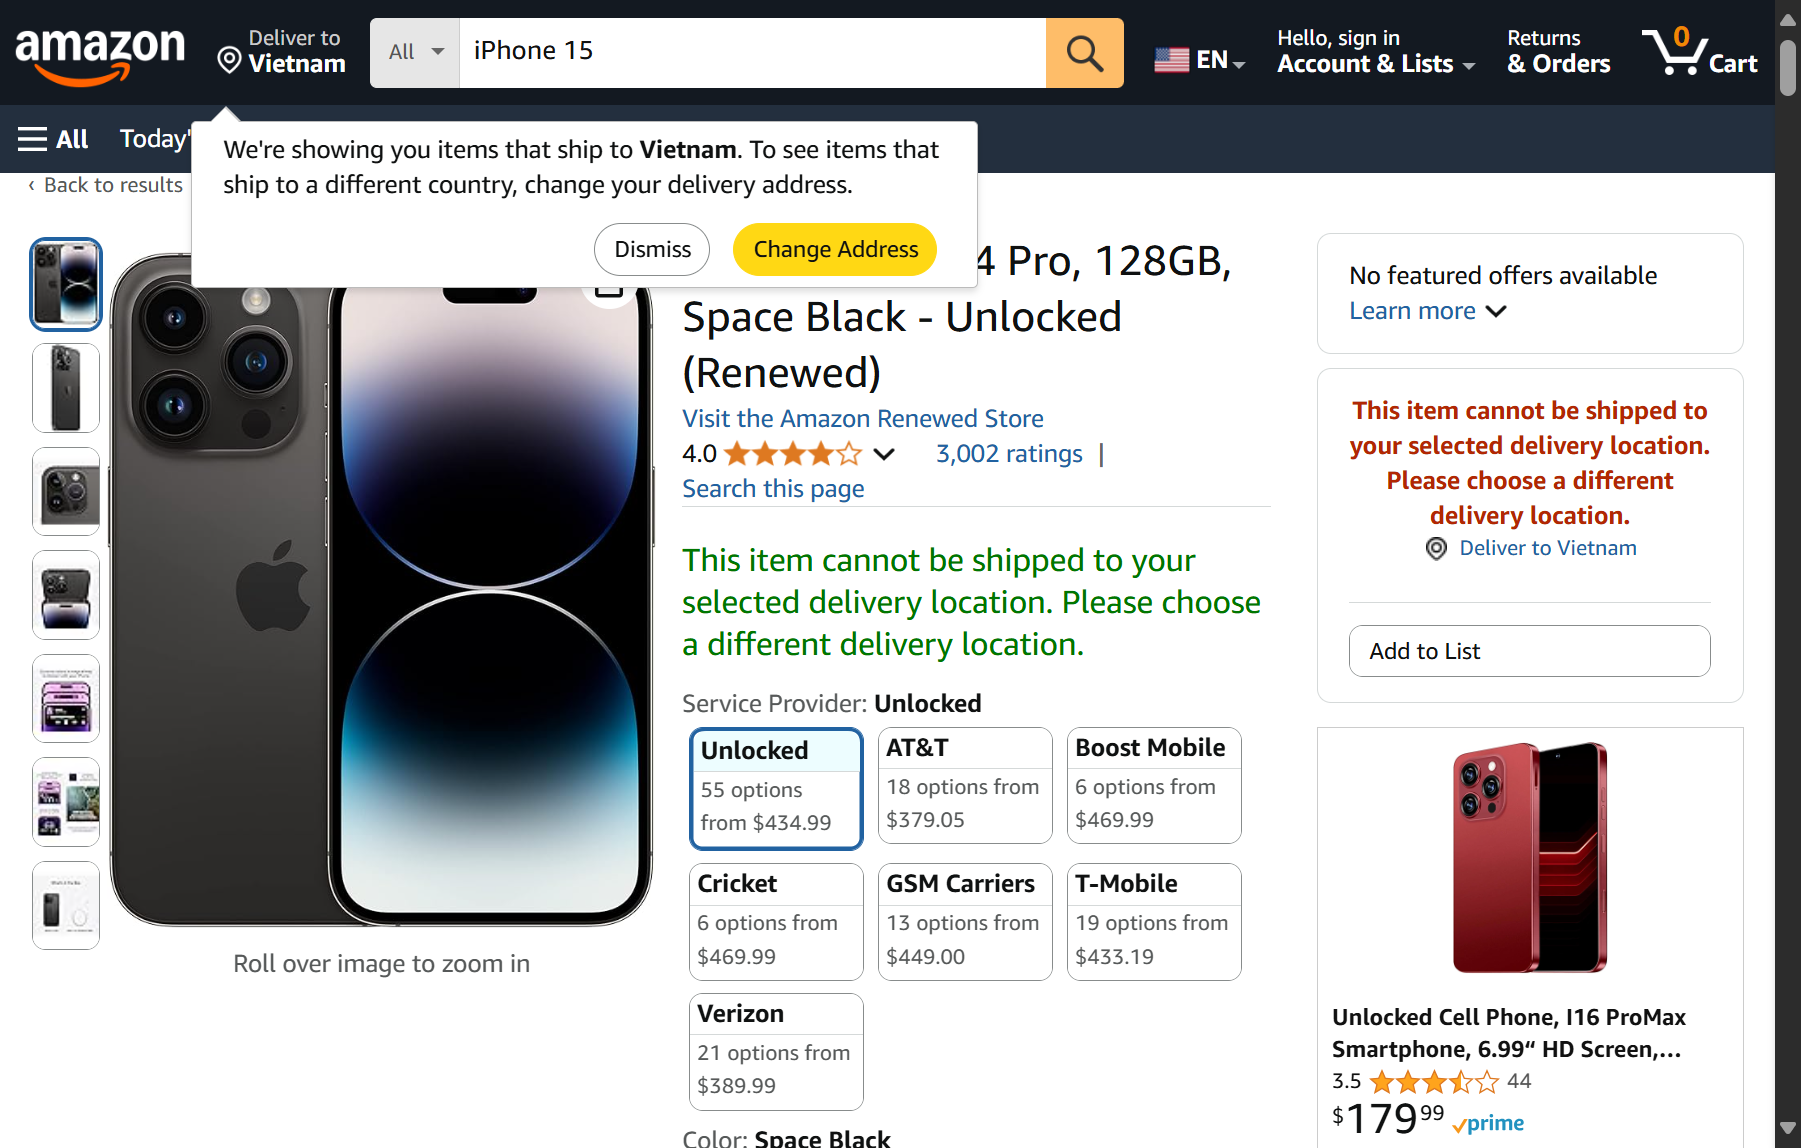 amazon
Deliver to
Vietnam
All
iPhone 15
EN
Hello, sign in
Account & Lists
Returns
& Orders
0
Cart
All
Today'
We're showing you items that ship to Vietnam. To see items that
ship to a different country, change your delivery address.
Dismiss
Change Address
‹ Back to results
4 Pro, 128GB,
Space Black - Unlocked
(Renewed)
Visit the Amazon Renewed Store
4.0
3,002 ratings |
Search this page
This item cannot be shipped to your
selected delivery location. Please choose
a different delivery location.
Service Provider: Unlocked
Unlocked
55 options
from $434.99
AT&T
18 options from
$379.05
Boost Mobile
6 options from
$469.99
Cricket
6 options from
$469.99
GSM Carriers
13 options from
$449.00
T-Mobile
19 options from
$433.19
Verizon
21 options from
$389.99
Color: Space Black
Roll over image to zoom in
No featured offers available
Learn more
This item cannot be shipped to
your selected delivery location.
Please choose a different
delivery location.
Deliver to Vietnam
Add to List
Unlocked Cell Phone, I16 ProMax
Smartphone, 6.99“ HD Screen,...
3.5
44
$179.99
prime